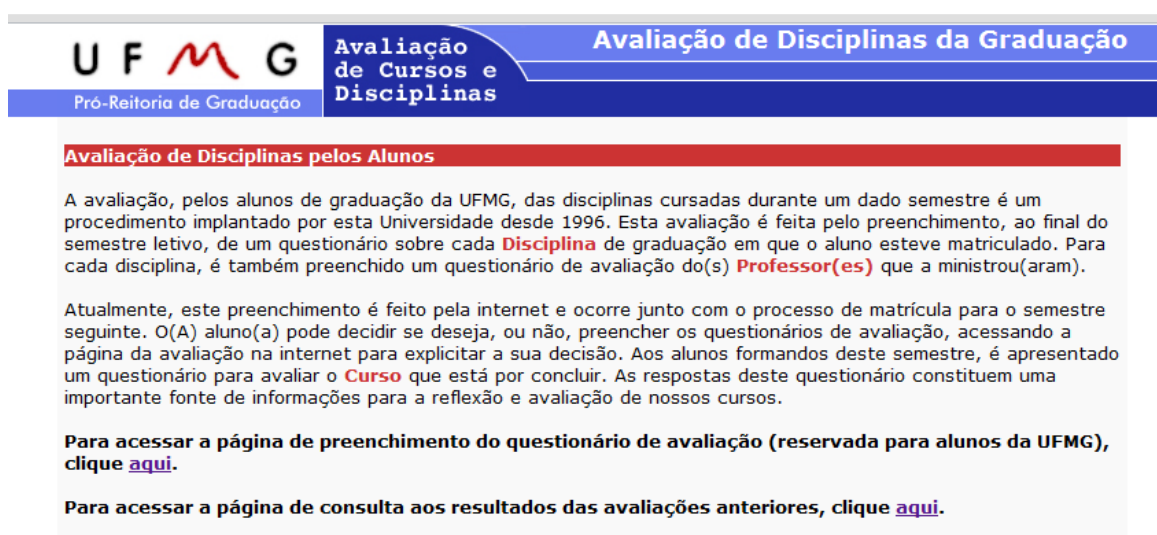 UFMG
Pró-Reitoria de Graduação
Avaliação
de Cursos e
Disciplinas
Avaliação de Disciplinas da Graduação
Avaliação de Disciplinas pelos Alunos
A avaliação, pelos alunos de graduação da UFMG, das disciplinas cursadas durante um dado semestre é um
procedimento implantado por esta Universidade desde 1996. Esta avaliação é feita pelo preenchimento, ao final do
semestre letivo, de um questionário sobre cada Disciplina de graduação em que o aluno esteve matriculado. Para
cada disciplina, é também preenchido um questionário de avaliação do(s) Professor(es) que a ministrou(aram).
Atualmente, este preenchimento é feito pela internet e ocorre junto com o processo de matrícula para o semestre
seguinte. O(A) aluno(a) pode decidir se deseja, ou não, preencher os questionários de avaliação, acessando a
página da avaliação na internet para explicitar a sua decisão. Aos alunos formandos deste semestre, é apresentado
um questionário para avaliar o Curso que está por concluir. As respostas deste questionário constituem uma
importante fonte de informações para a reflexão e avaliação de nossos cursos.
Para acessar a página de preenchimento do questionário de avaliação (reservada para alunos da UFMG),
clique aqui.
Para acessar a página de consulta aos resultados das avaliações anteriores, clique aqui.